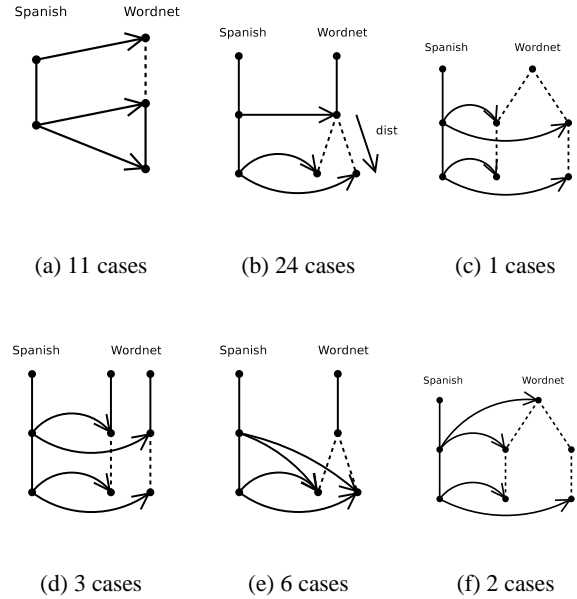 Spanish Wordnet
Spanish Wordnet
Spanish Wordnet
dist
(a) 11 cases
(b) 24 cases
(c) 1 cases
Spanish Wordnet
Spanish Wordnet
Spanish Wordnet
(d) 3 cases
(e) 6 cases
(f) 2 cases